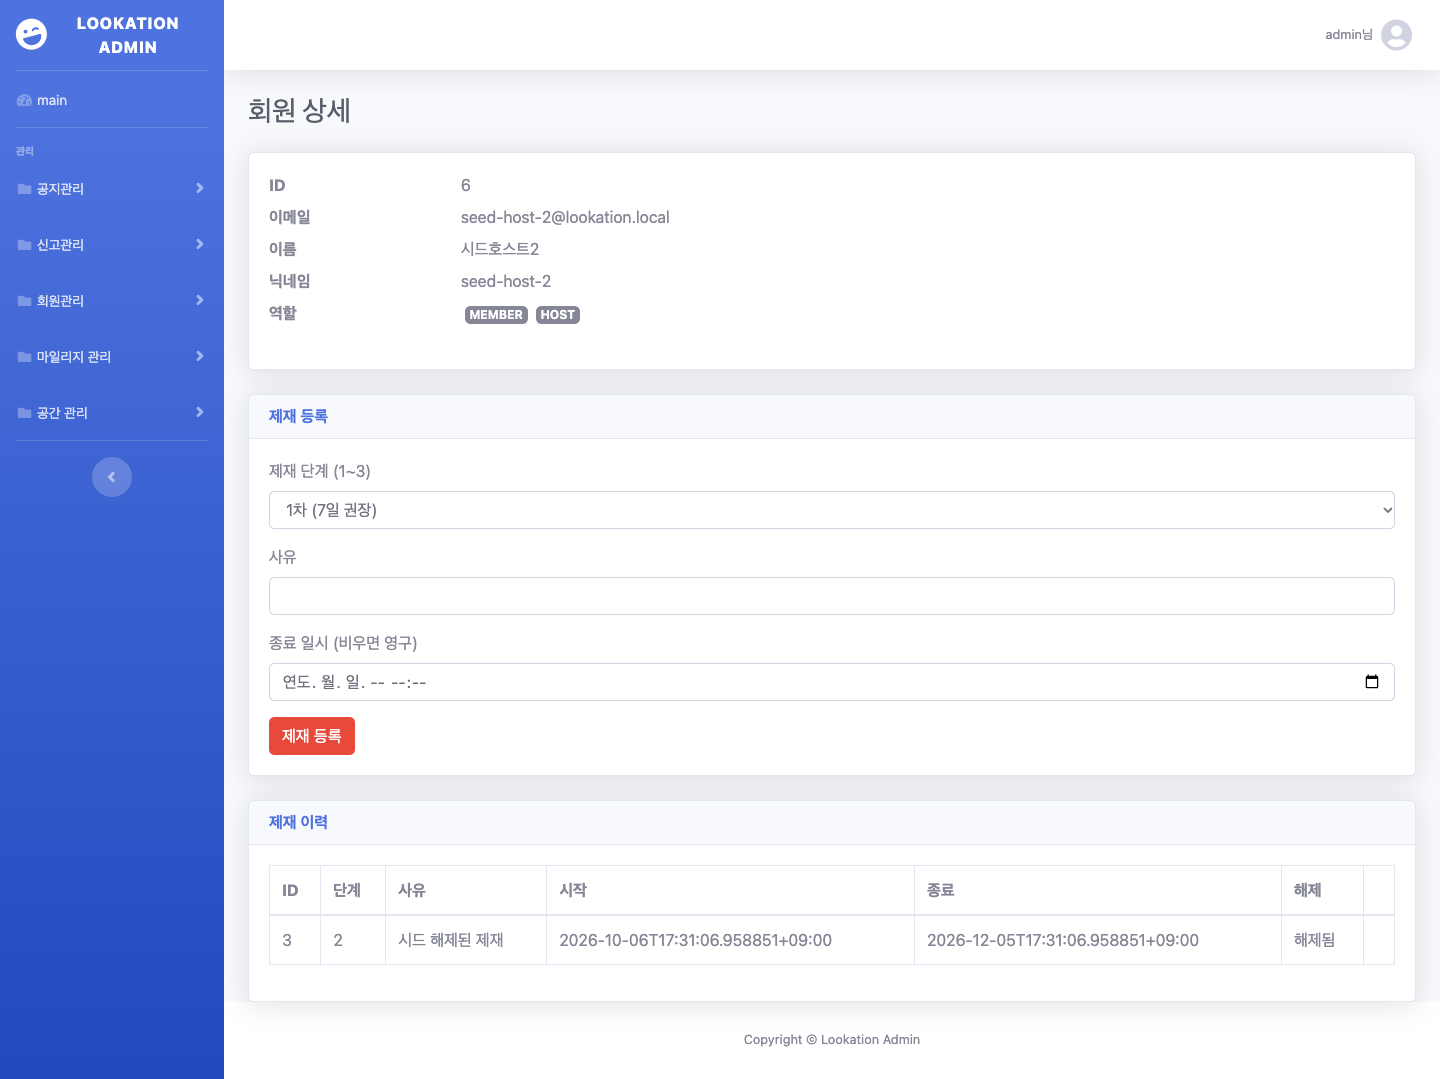 LOOKATION
ADMIN
admin님
main
관리
공지관리
신고관리
회원관리
마일리지 관리
공간 관리
회원 상세
ID 6
이메일 seed-host-2@lookation.local
이름 시드호스트2
닉네임 seed-host-2
역할 MEMBER HOST
제재 등록
제재 단계 (1~3)
1차 (7일 권장)
사유
종료 일시 (비우면 영구)
연도. 월. 일. -- --:--
제재 등록
제재 이력
ID 단계 사유 시작 종료 해제
3 2 시드 해제된 제재 2026-10-06T17:31:06.958851+09:00 2026-12-05T17:31:06.958851+09:00 해제됨
Copyright © Lookation Admin